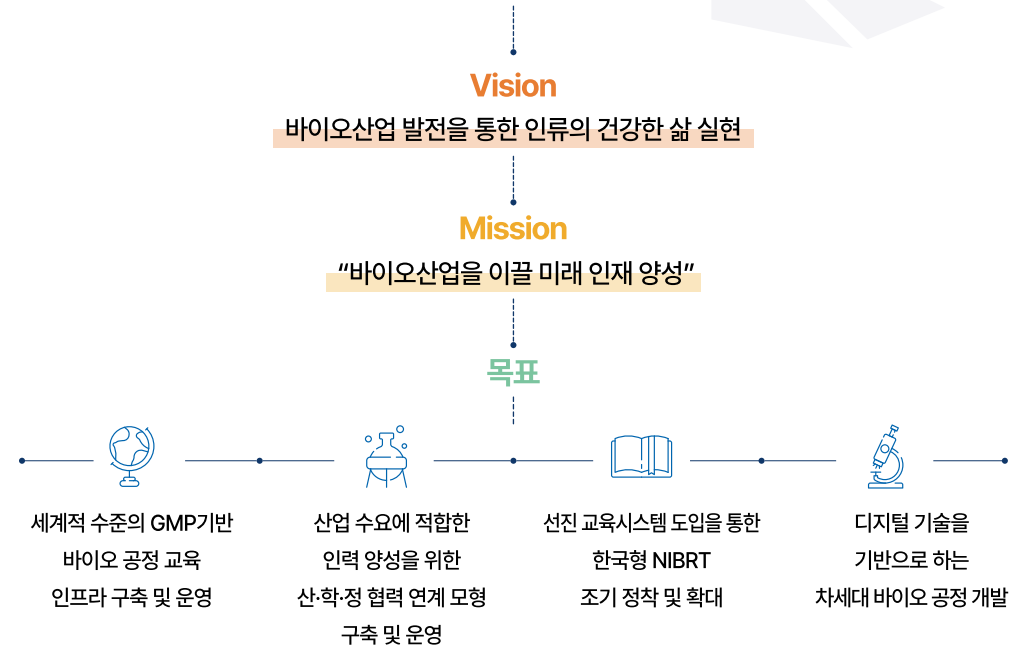 Vision
바이오산업 발전을 통한 인류의 건강한 삶 실현
Mission
“바이오산업을 이끌 미래 인재 양성”
목표
세계적 수준의 GMP기반
바이오 공정 교육
인프라 구축 및 운영
산업 수요에 적합한
인력 양성을 위한
산·학·정 협력 연계 모형
구축 및 운영
선진 교육시스템 도입을 통한
한국형 NIBRT
조기 정착 및 확대
디지털 기술을
기반으로 하는
차세대 바이오 공정 개발